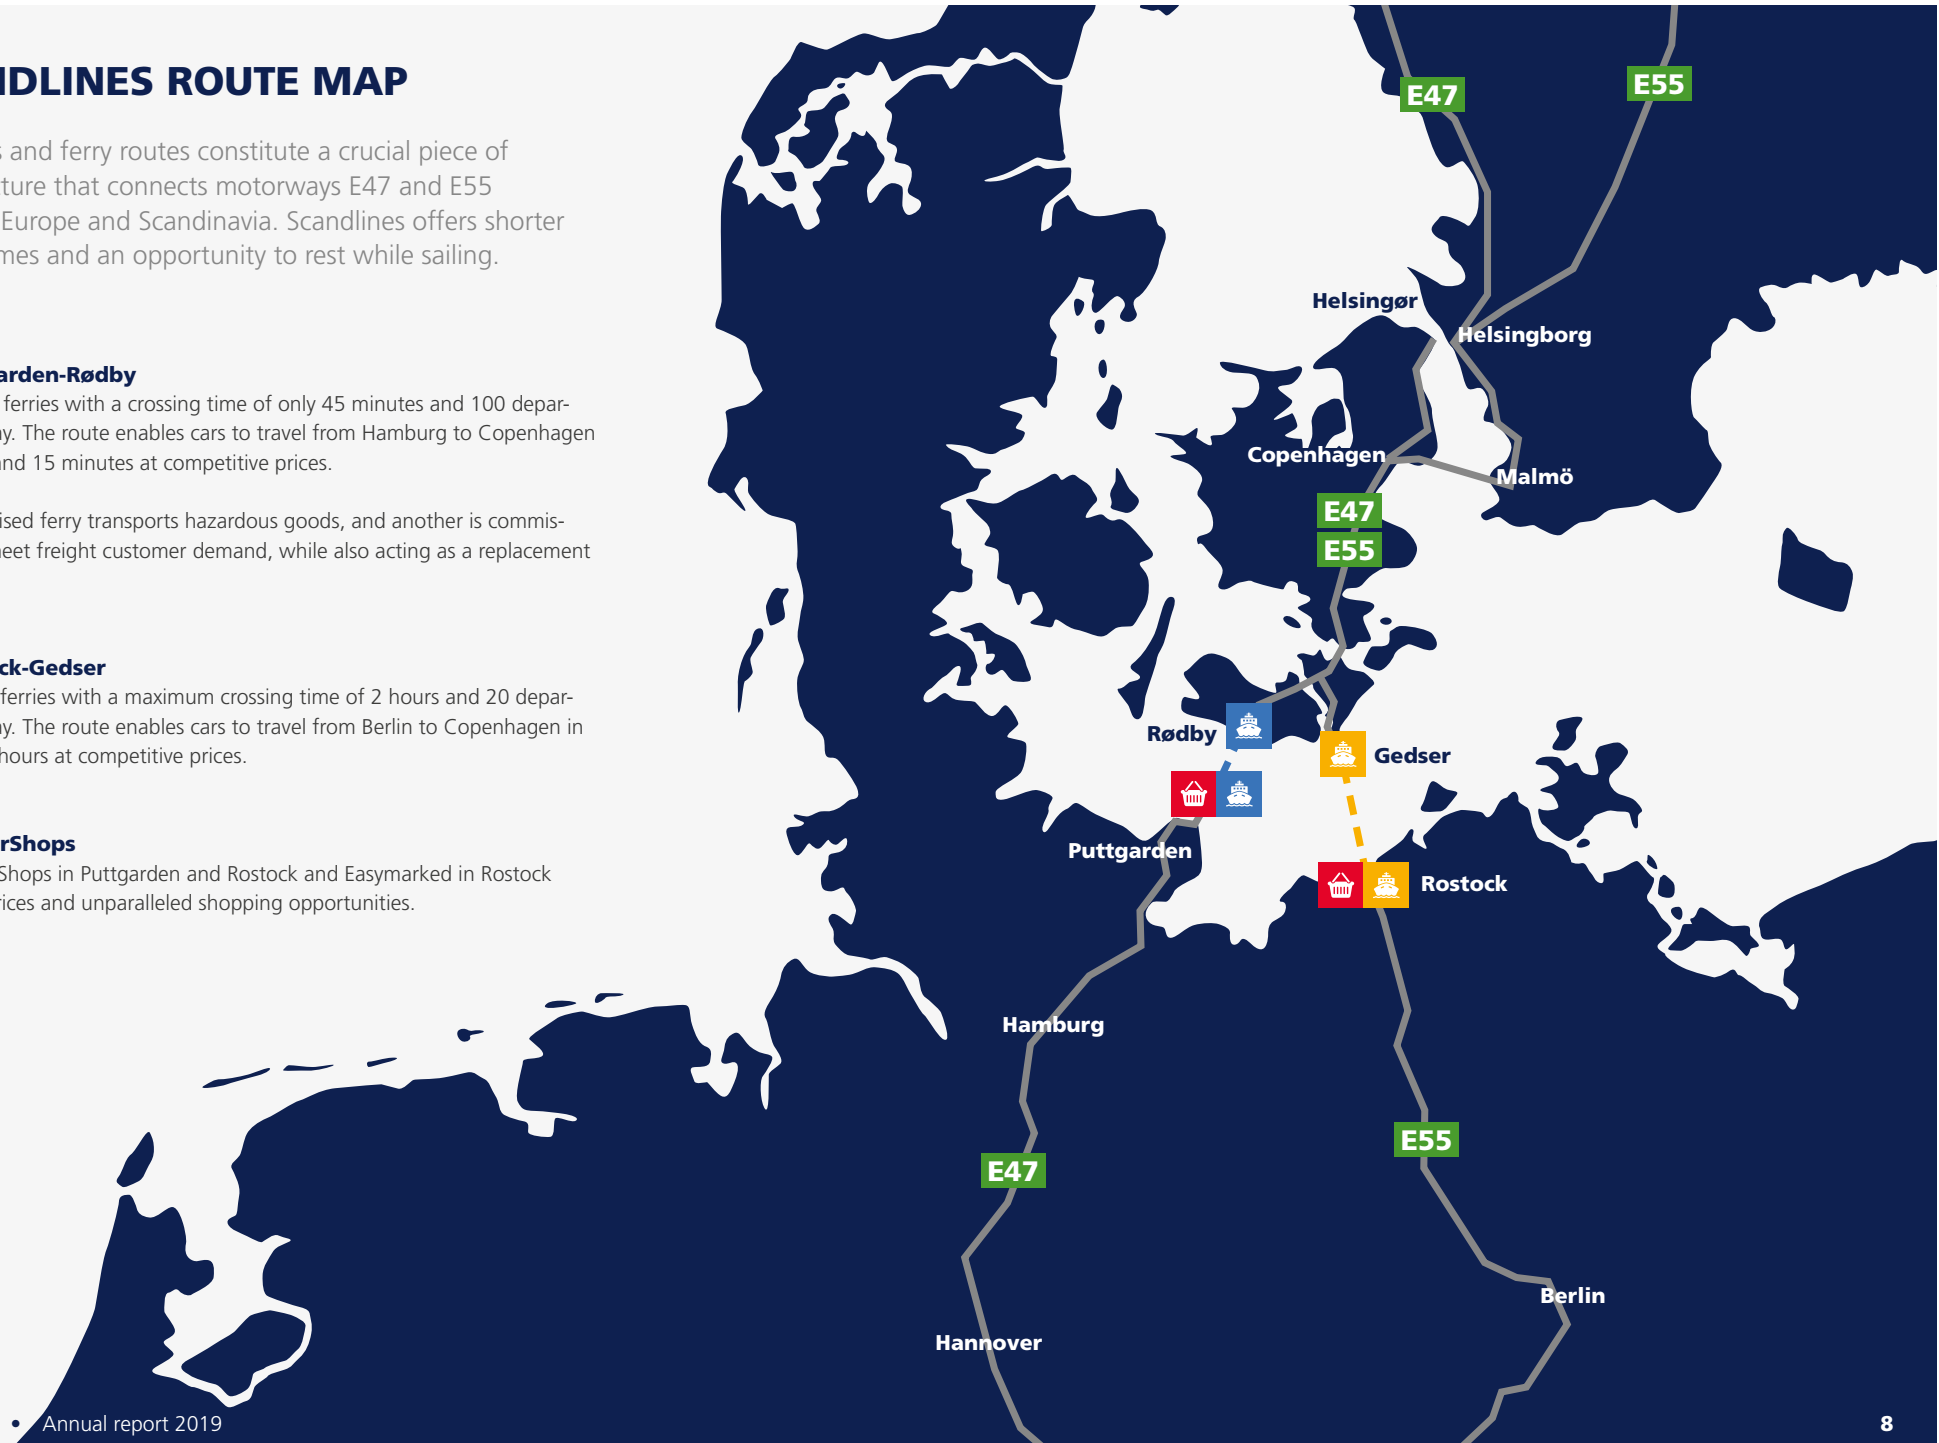 NDLINES ROUTE MAP
s and ferry routes constitute a crucial piece of
cture that connects motorways E47 and E55
Europe and Scandinavia. Scandlines offers shorter
mes and an opportunity to rest while sailing.
arden-Rødby
ferries with a crossing time of only 45 minutes and 100 depar-
ay. The route enables cars to travel from Hamburg to Copenhagen
and 15 minutes at competitive prices.
ised ferry transports hazardous goods, and another is commis-
neet freight customer demand, while also acting as a replacement
ck-Gedser
ferries with a maximum crossing time of 2 hours and 20 depar-
ay. The route enables cars to travel from Berlin to Copenhagen in
hours at competitive prices.
rShops
Shops in Puttgarden and Rostock and Easymarked in Rostock
rices and unparalleled shopping opportunities.
E47
E55
Helsingør
Helsingborg
Copenhagen
Malmö
E47
E55
Rødby
Gedser
Puttgarden
Rostock
Hamburg
E55
E47
Berlin
Hannover
• Annual report 2019
8